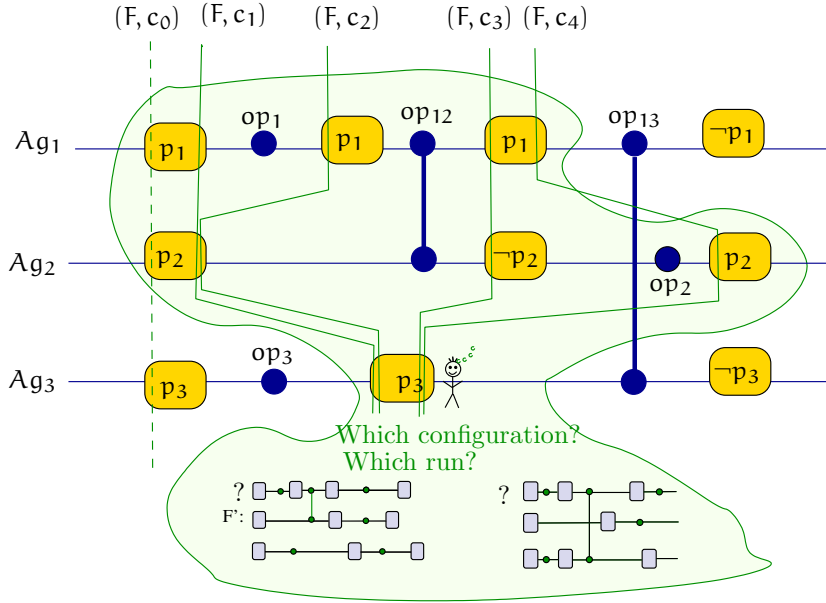 (F, c₀) (F, c₁) (F, c₂) (F, c₃) (F, c₄)
op₁ op₁₂ op₁₃
Ag₁ p₁ p₁ p₁ ¬p₁
Ag₂ p₂ ¬p₂ p₂
op₂
op₃
Ag₃ p₃ p₃ c c c c ¬p₃
Which configuration?
Which run?
? ?
F':